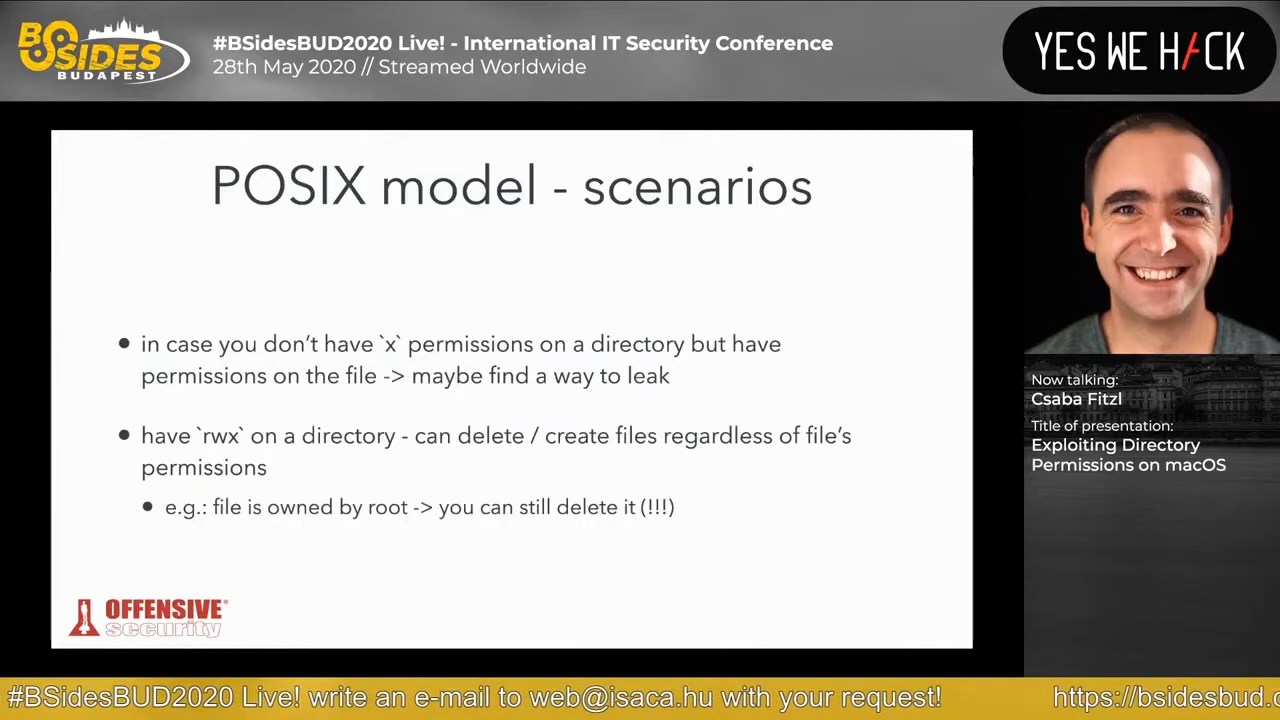 BSIDES
BUDAPEST
#BSidesBUD2020 Live! - International IT Security Conference
28th May 2020 // Streamed Worldwide
YES WE H/CK
POSIX model - scenarios
• in case you don't have `x` permissions on a directory but have
permissions on the file -> maybe find a way to leak
• have `rwx` on a directory - can delete / create files regardless of file's
permissions
• e.g.: file is owned by root -> you can still delete it (!!!)
OFFENSIVE®
security
Now talking:
Csaba Fitzl
Title of presentation:
Exploiting Directory
Permissions on macOS
#BSidesBUD2020 Live! write an e-mail to web@isaca.hu with your request!
https://bsidesbud.c